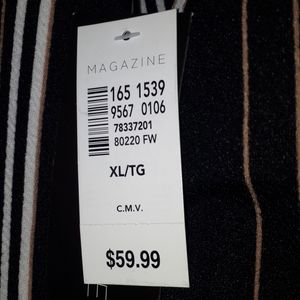 MAGAZINE
165 1539
9567 0106
78337201
80220 FW
XL/TG
C.M.V.
$59.99